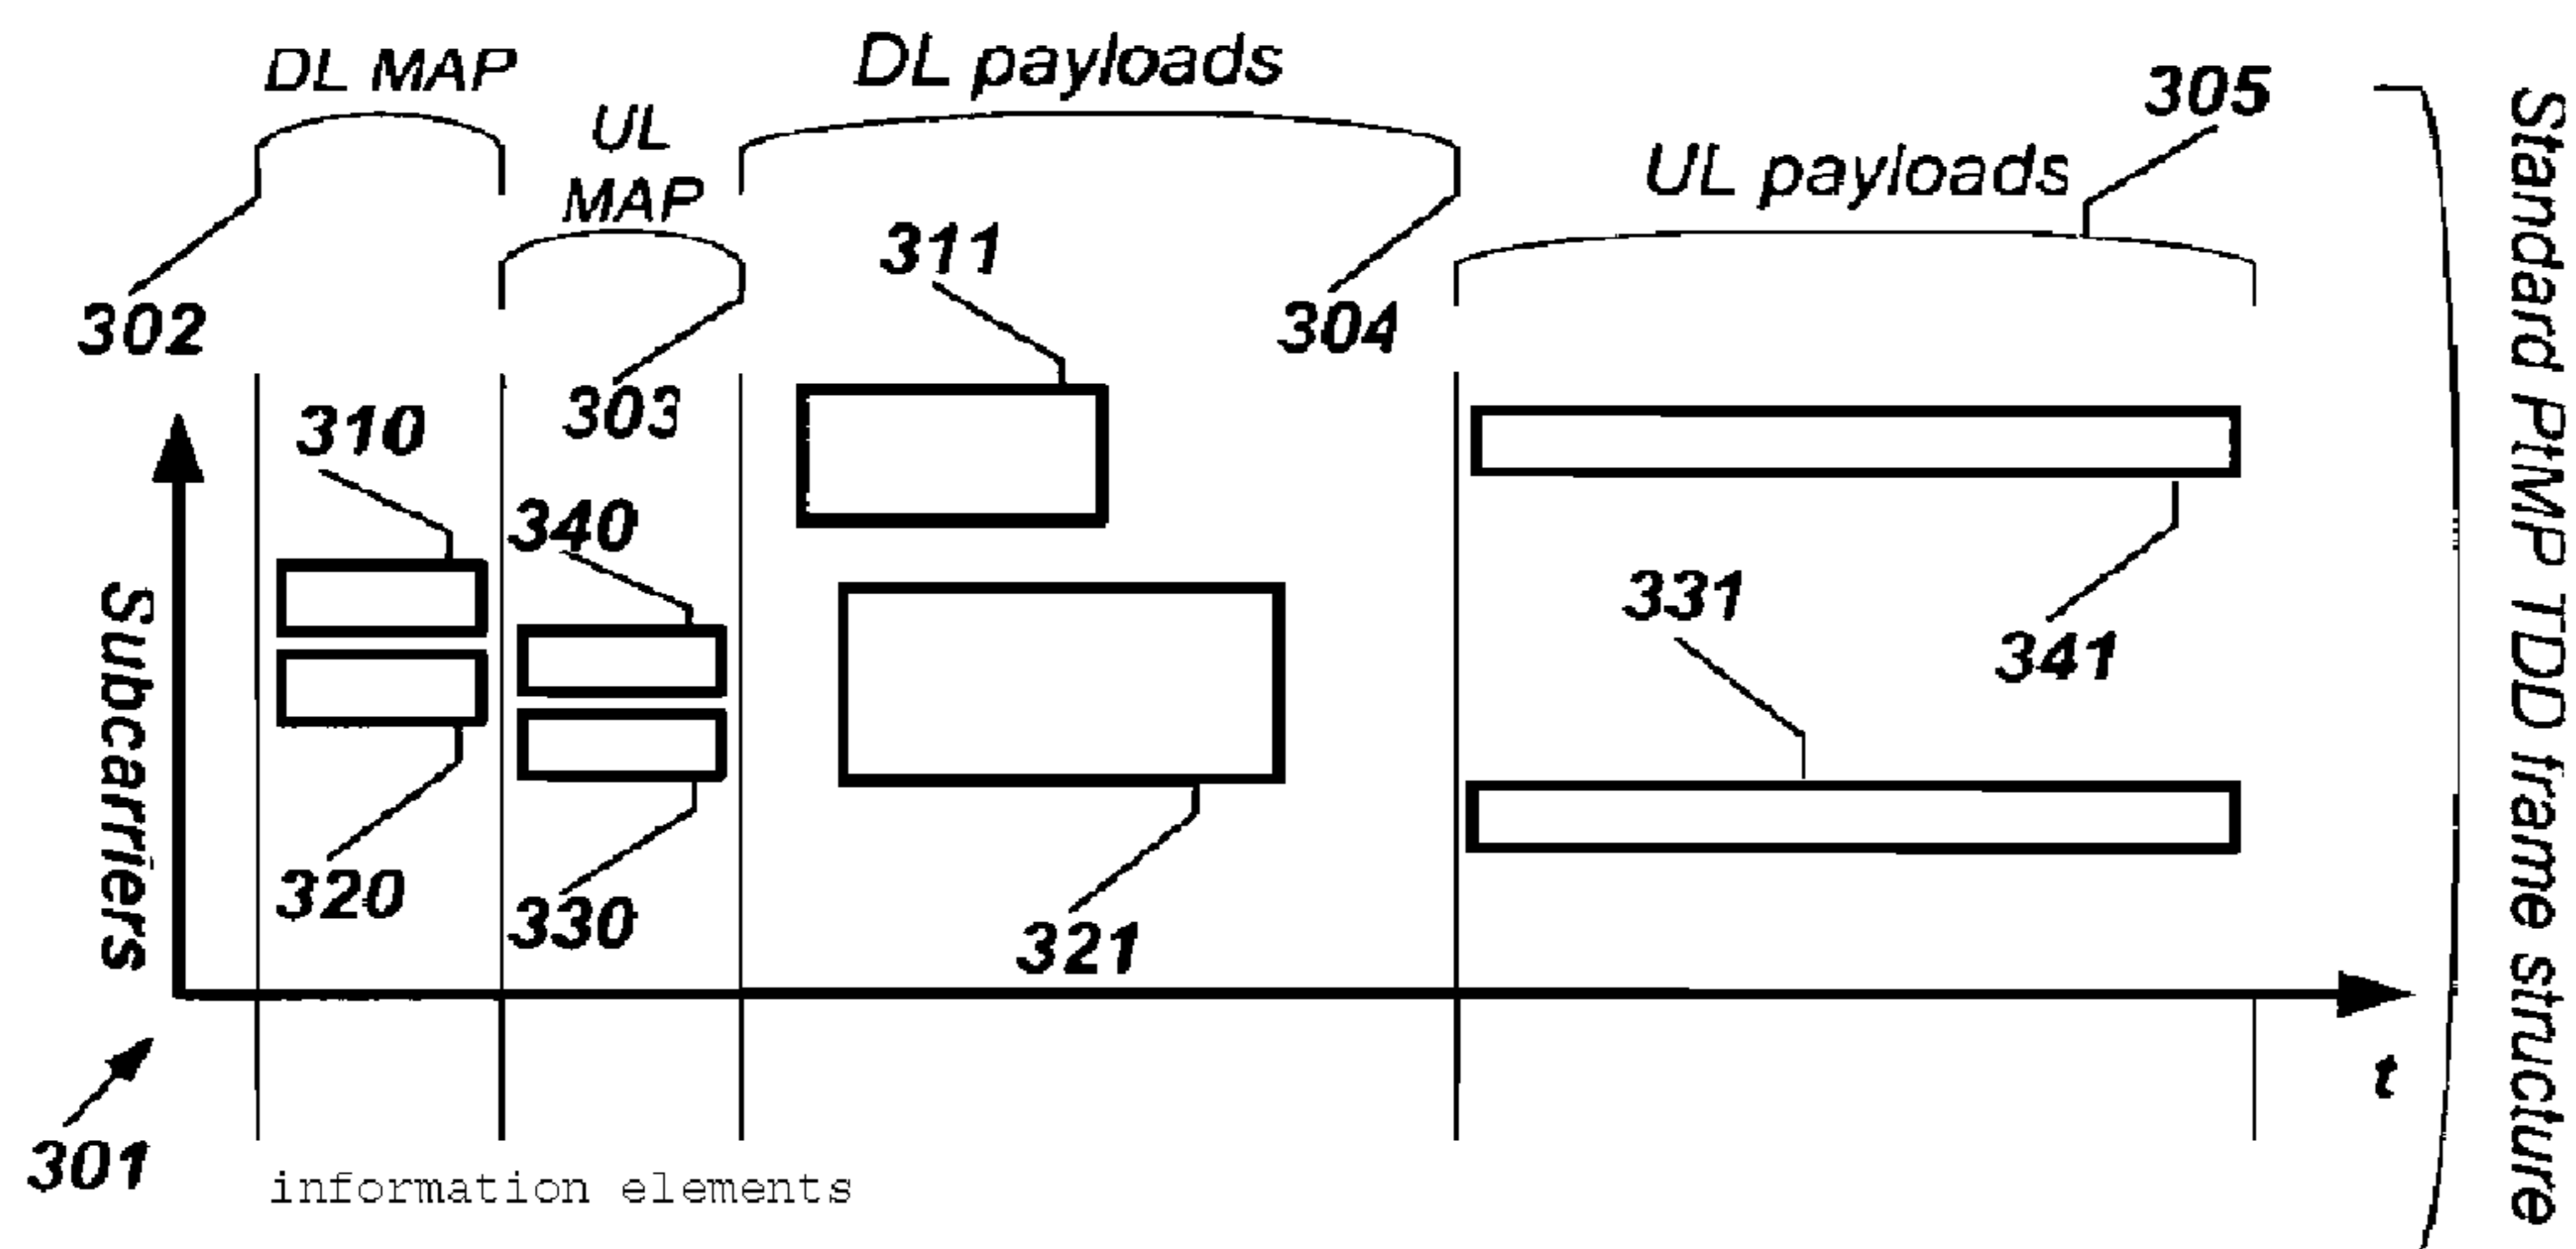 DL MAP
DL payloads
305
UL
MAP
UL payloads
311
302
304
303
310
340
331
341
320
330
321
Subcarriers
t
301
information elements
Standard PtMP TDD frame structure